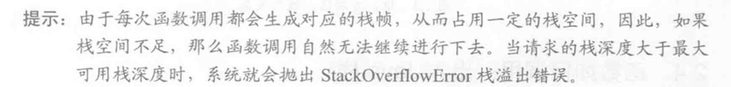 提示：由于每次函数调用都会生成对应的栈帧，从而占用一定的栈空间，因此，如果
栈空间不足，那么函数调用自然无法继续进行下去。当请求的栈深度大于最大
可用栈深度时，系统就会抛出 StackOverflowError 栈溢出错误。